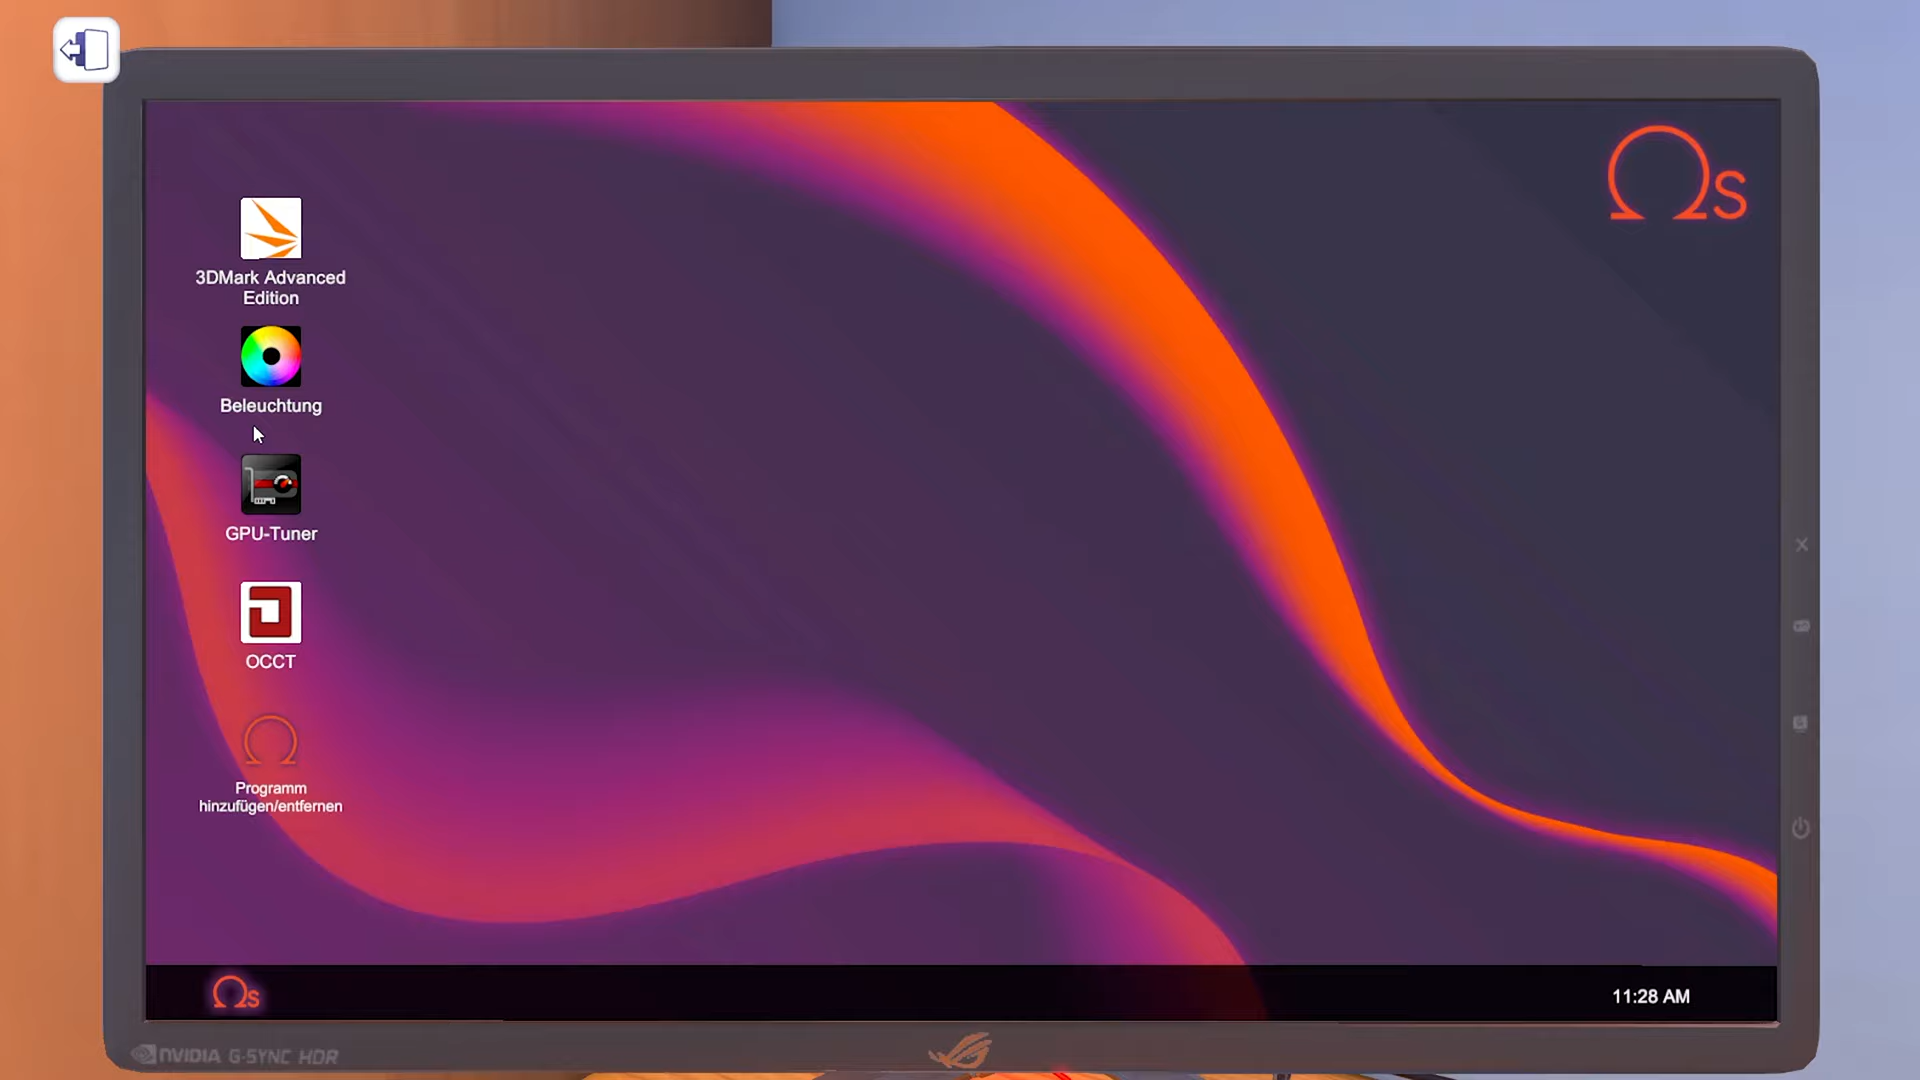 Ωs
3DMark Advanced
Edition
Beleuchtung
GPU-Tuner
OCCT
Programm
hinzufügen/entfernen
Ωs
11:28 AM
NVIDIA G-SYNC HDR